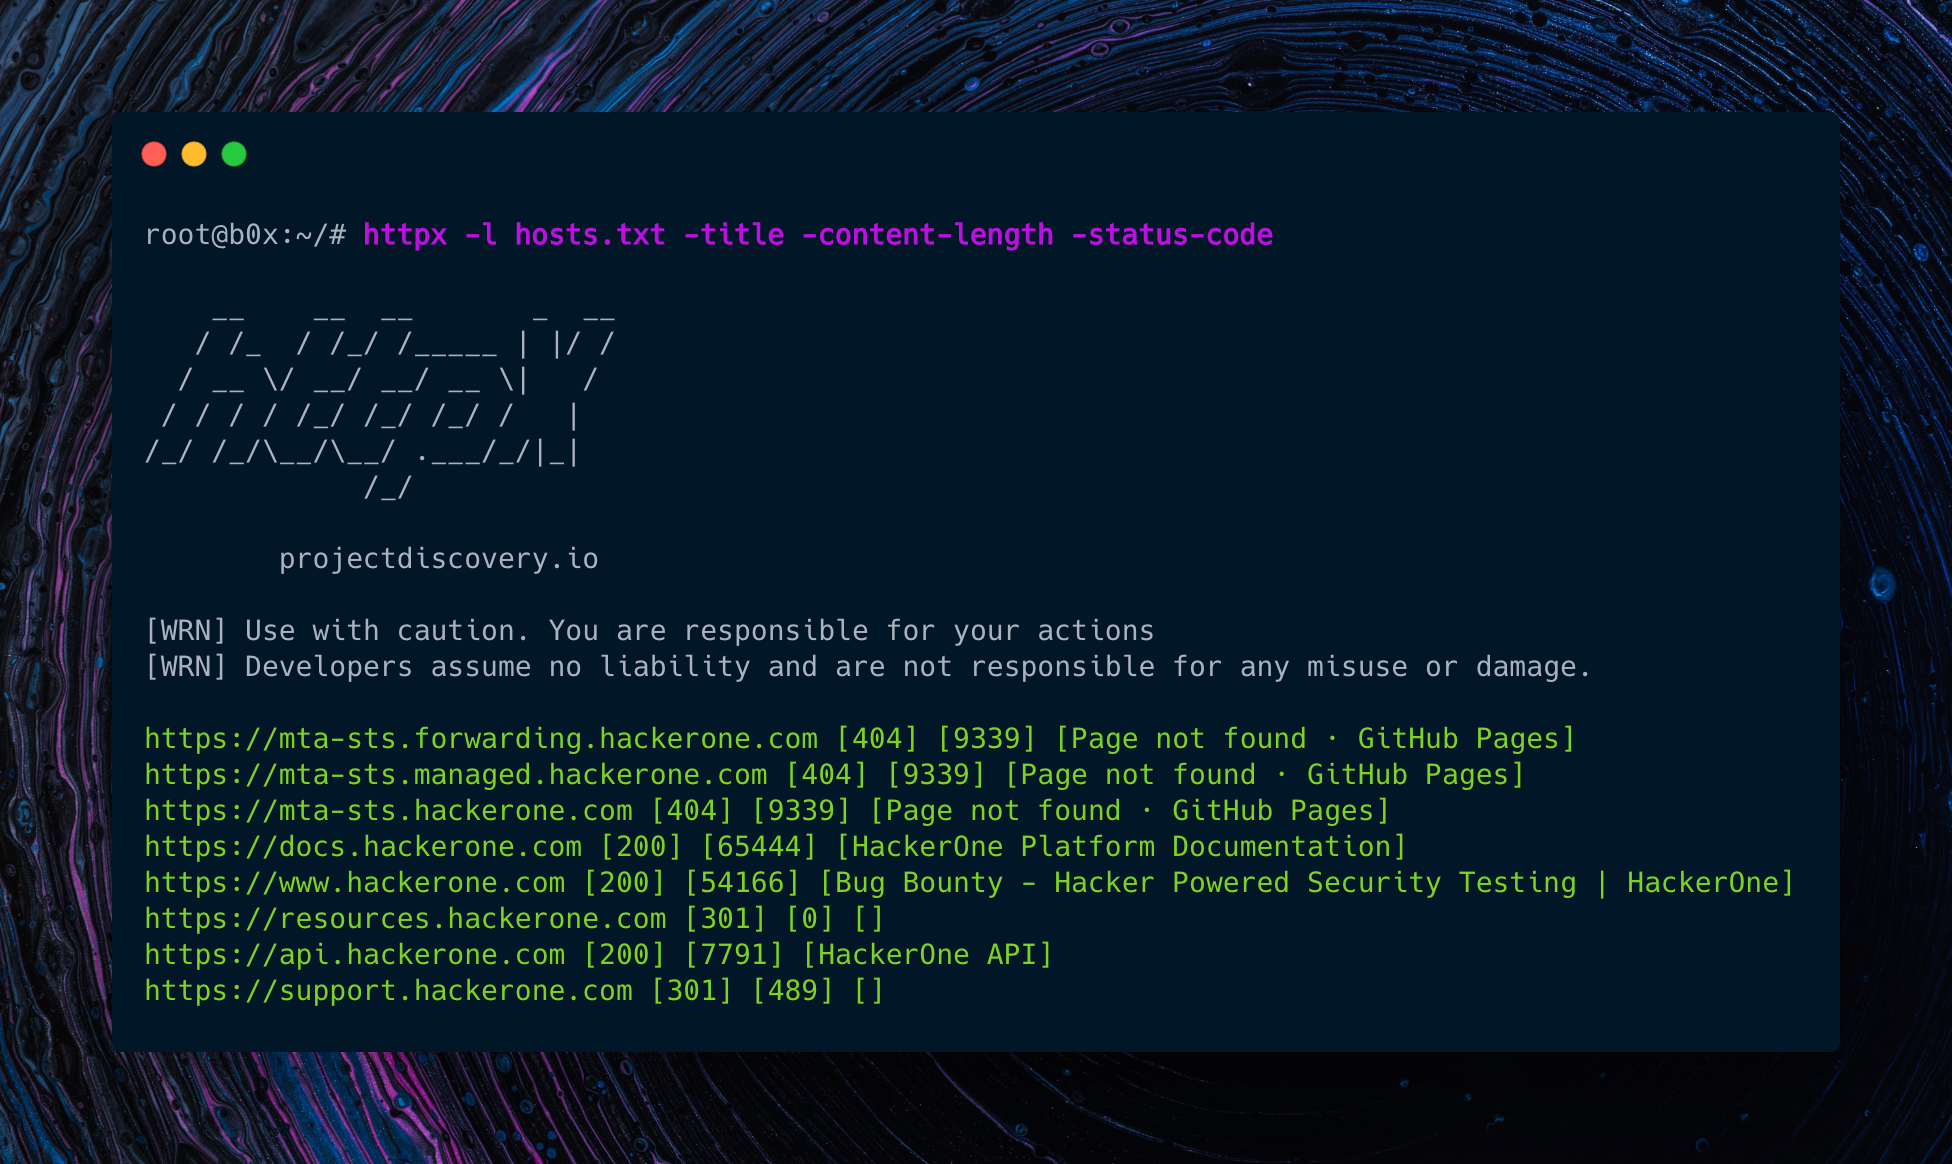 root@b0x:~/# httpx -l hosts.txt -title -content-length -status-code
    __    __  __       _  __
   / /_  / /_/ /_____ | |/ /
  / __ \/ __/ __/ __ \|   /
 / / / / /_/ /_/ /_/ /   |
/_/ /_/\__/\__/ .___/_/|_|
             /_/
projectdiscovery.io
[WRN] Use with caution. You are responsible for your actions
[WRN] Developers assume no liability and are not responsible for any misuse or damage.
https://mta-sts.forwarding.hackerone.com [404] [9339] [Page not found · GitHub Pages]
https://mta-sts.managed.hackerone.com [404] [9339] [Page not found · GitHub Pages]
https://mta-sts.hackerone.com [404] [9339] [Page not found · GitHub Pages]
https://docs.hackerone.com [200] [65444] [HackerOne Platform Documentation]
https://www.hackerone.com [200] [54166] [Bug Bounty - Hacker Powered Security Testing | HackerOne]
https://resources.hackerone.com [301] [0] []
https://api.hackerone.com [200] [7791] [HackerOne API]
https://support.hackerone.com [301] [489] []